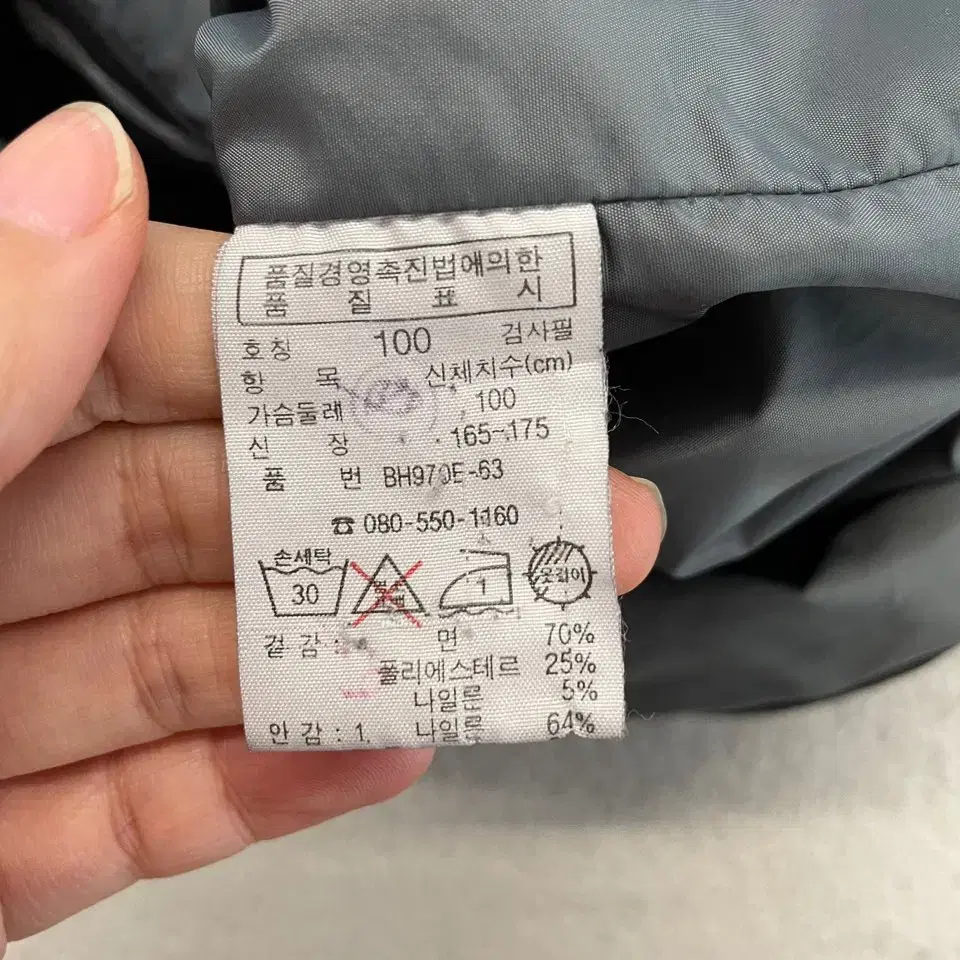 품질경영촉진법에의한
품 질 표 시
호칭 100 검사필
항 목 신체치수(cm)
가슴둘레 100
신 장 165~175
품 번 BH970E-63
☎ 080-550-1160
손세탁
30 1 옷걸이
겉감 : 면 70%
폴리에스테르 25%
나일론 5%
안감 : 1. 나일론 64%